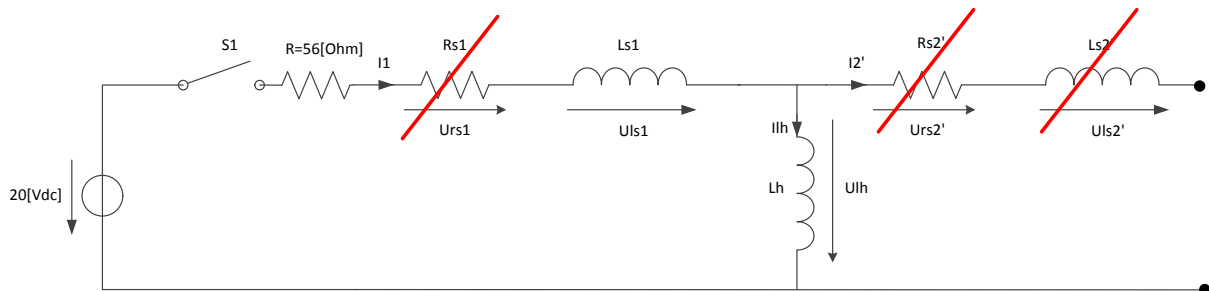 S1
R=56[Ohm]
I1
Rs1
Ls1
I2'
Rs2'
Ls2
Urs1
Uls1
Ilh
Urs2'
Uls2'
20[Vdc]
Lh
Ulh